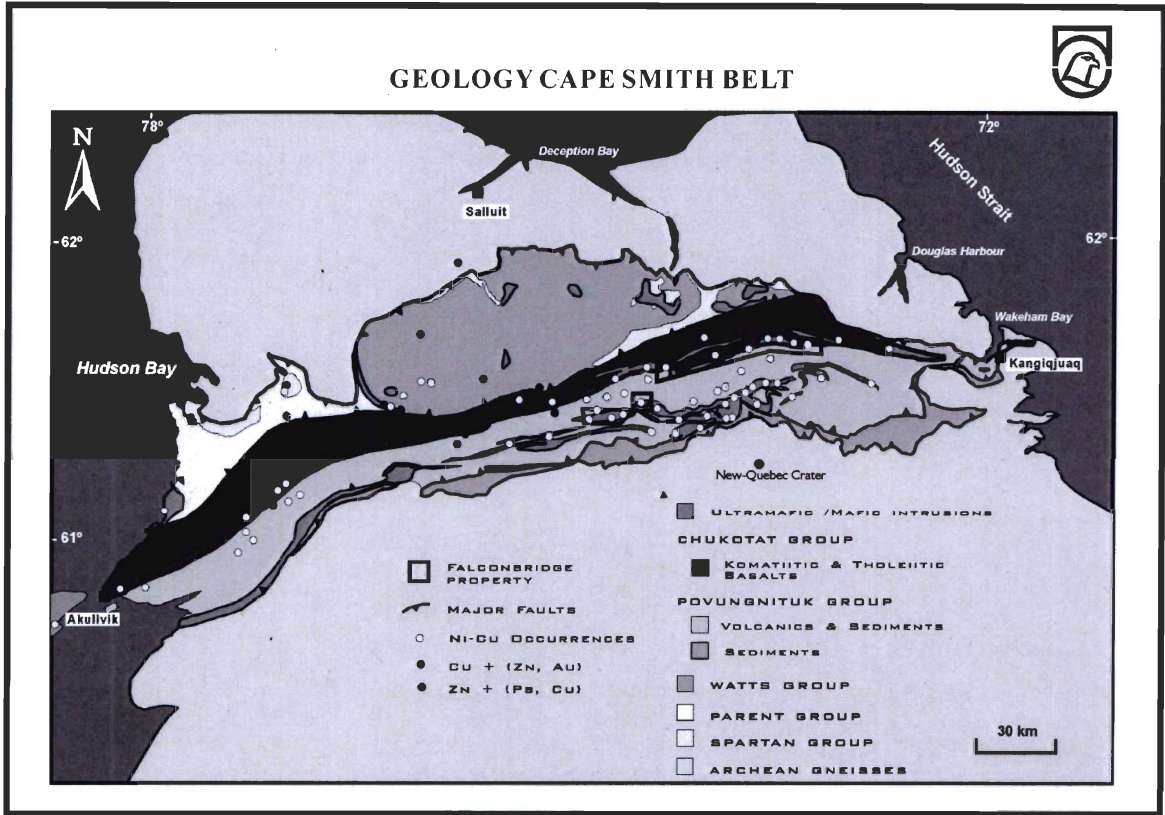 GEOLOGY CAPE SMITH BELT
N
78°
72°
Deception Bay
Hudson Strait
Salluit
62°
62°
Douglas Harbour
Wakeham Bay
Hudson Bay
Kangiqjuaq
New-Quebec Crater
61°
Akulivik
FALCONBRIDGE
PROPERTY
MAJOR FAULTS
NI-CU OCCURRENCES
CU + (ZN, AU)
ZN + (PB, CU)
ULTRAMAFIC /MAFIC INTRUSIONS
CHUKOTAT GROUP
KOMATIITIC & THOLEIITIC
BASALTS
POVUNGNITUK GROUP
VOLCANICS & SEDIMENTS
SEDIMENTS
WATTS GROUP
PARENT GROUP
SPARTAN GROUP
ARCHEAN GNEISSES
30 km